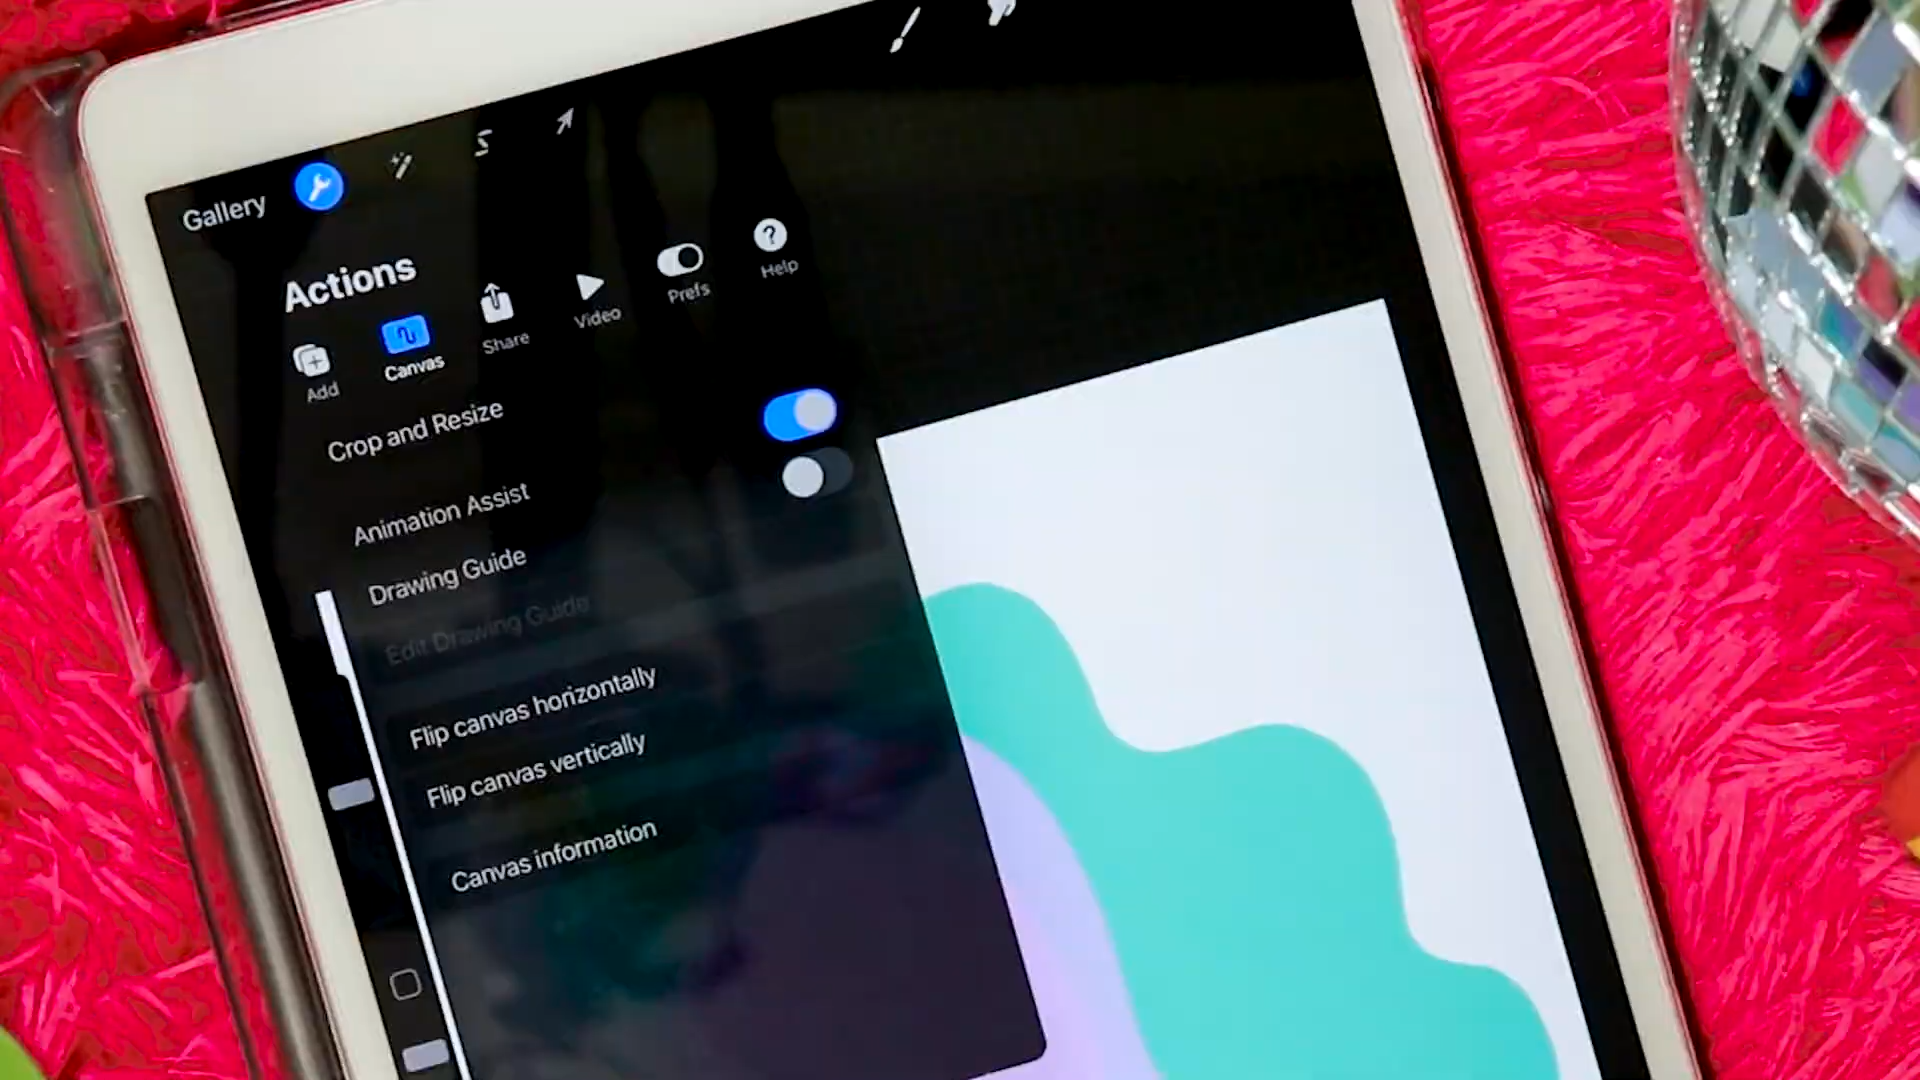 Gallery
Actions
Add
Canvas
Share
Video
Prefs
Help
Crop and Resize
Animation Assist
Drawing Guide
Edit Drawing Guide
Flip canvas horizontally
Flip canvas vertically
Canvas information